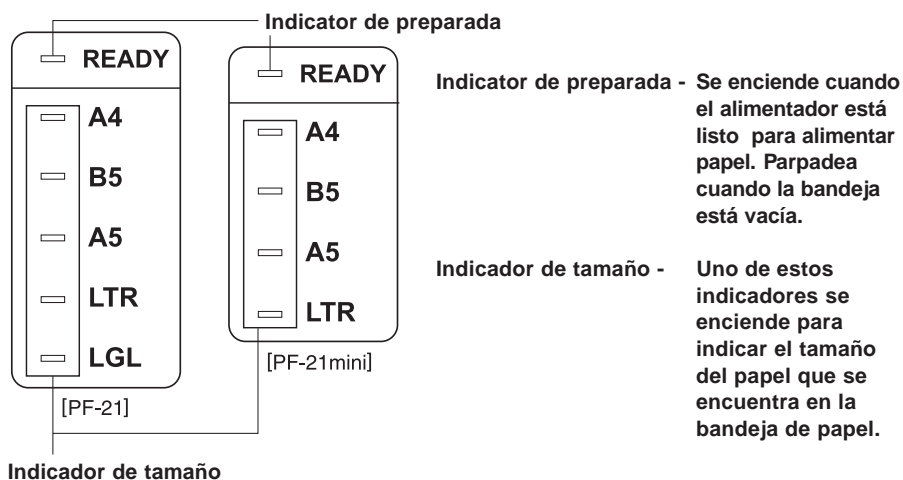 Indicator de preparada
READY
A4
B5
A5
LTR
LGL
[PF-21]
READY
A4
B5
A5
LTR
[PF-21mini]
Indicador de tamaño
Indicator de preparada - Se enciende cuando
el alimentador está
listo para alimentar
papel. Parpadea
cuando la bandeja
está vacía.
Indicador de tamaño - Uno de estos
indicadores se
enciende para
indicar el tamaño
del papel que se
encuentra en la
bandeja de papel.